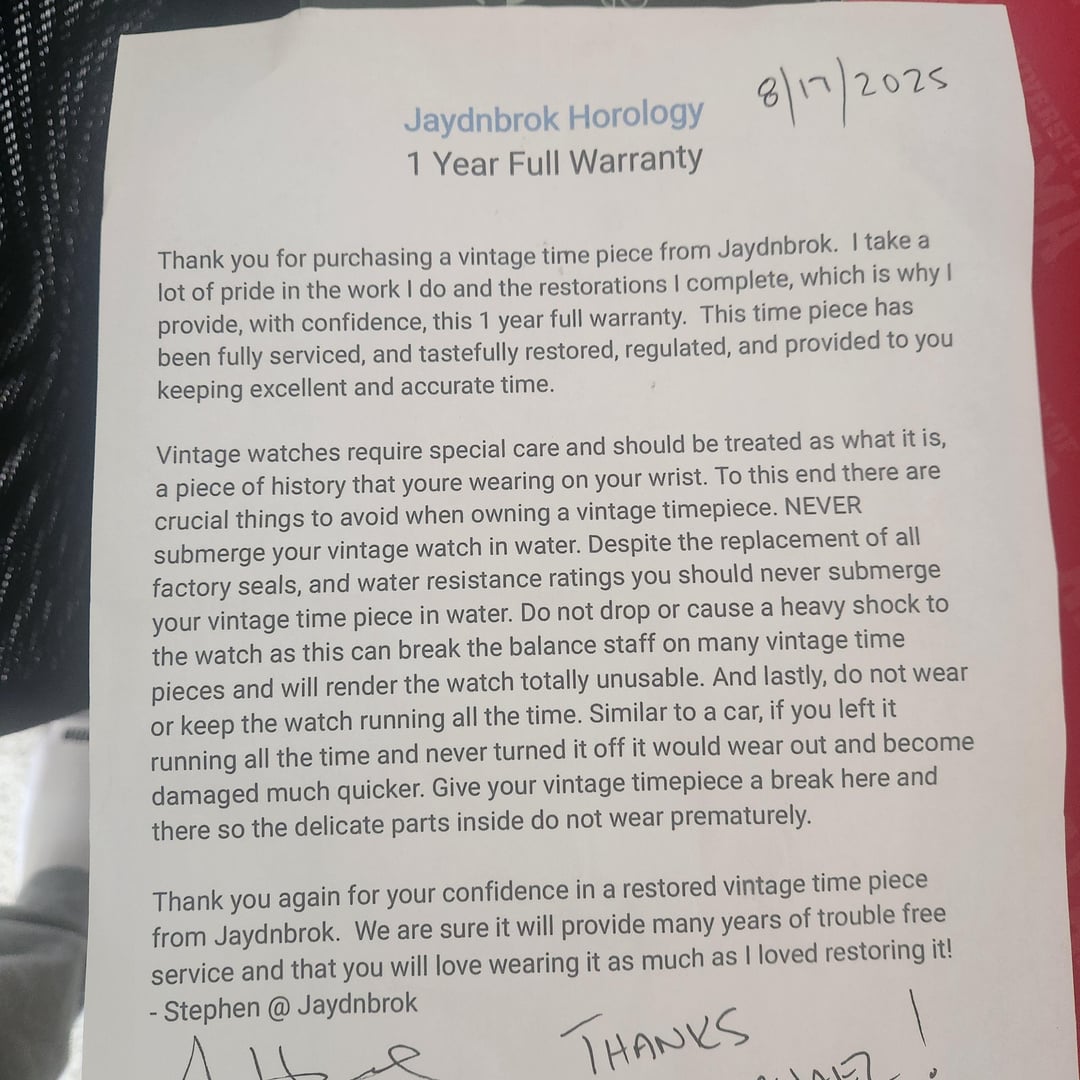 8/17/2025
Jaydnbrok Horology
1 Year Full Warranty
Thank you for purchasing a vintage time piece from Jaydnbrok.  I take a
lot of pride in the work I do and the restorations I complete, which is why I
provide, with confidence, this 1 year full warranty.  This time piece has
been fully serviced, and tastefully restored, regulated, and provided to you
keeping excellent and accurate time.
Vintage watches require special care and should be treated as what it is,
a piece of history that youre wearing on your wrist. To this end there are
crucial things to avoid when owning a vintage timepiece. NEVER
submerge your vintage watch in water. Despite the replacement of all
factory seals, and water resistance ratings you should never submerge
your vintage time piece in water. Do not drop or cause a heavy shock to
the watch as this can break the balance staff on many vintage time
pieces and will render the watch totally unusable. And lastly, do not wear
or keep the watch running all the time. Similar to a car, if you left it
running all the time and never turned it off it would wear out and become
damaged much quicker. Give your vintage timepiece a break here and
there so the delicate parts inside do not wear prematurely.
Thank you again for your confidence in a restored vintage time piece
from Jaydnbrok.  We are sure it will provide many years of trouble free
service and that you will love wearing it as much as I loved restoring it!
- Stephen @ Jaydnbrok
THANKS